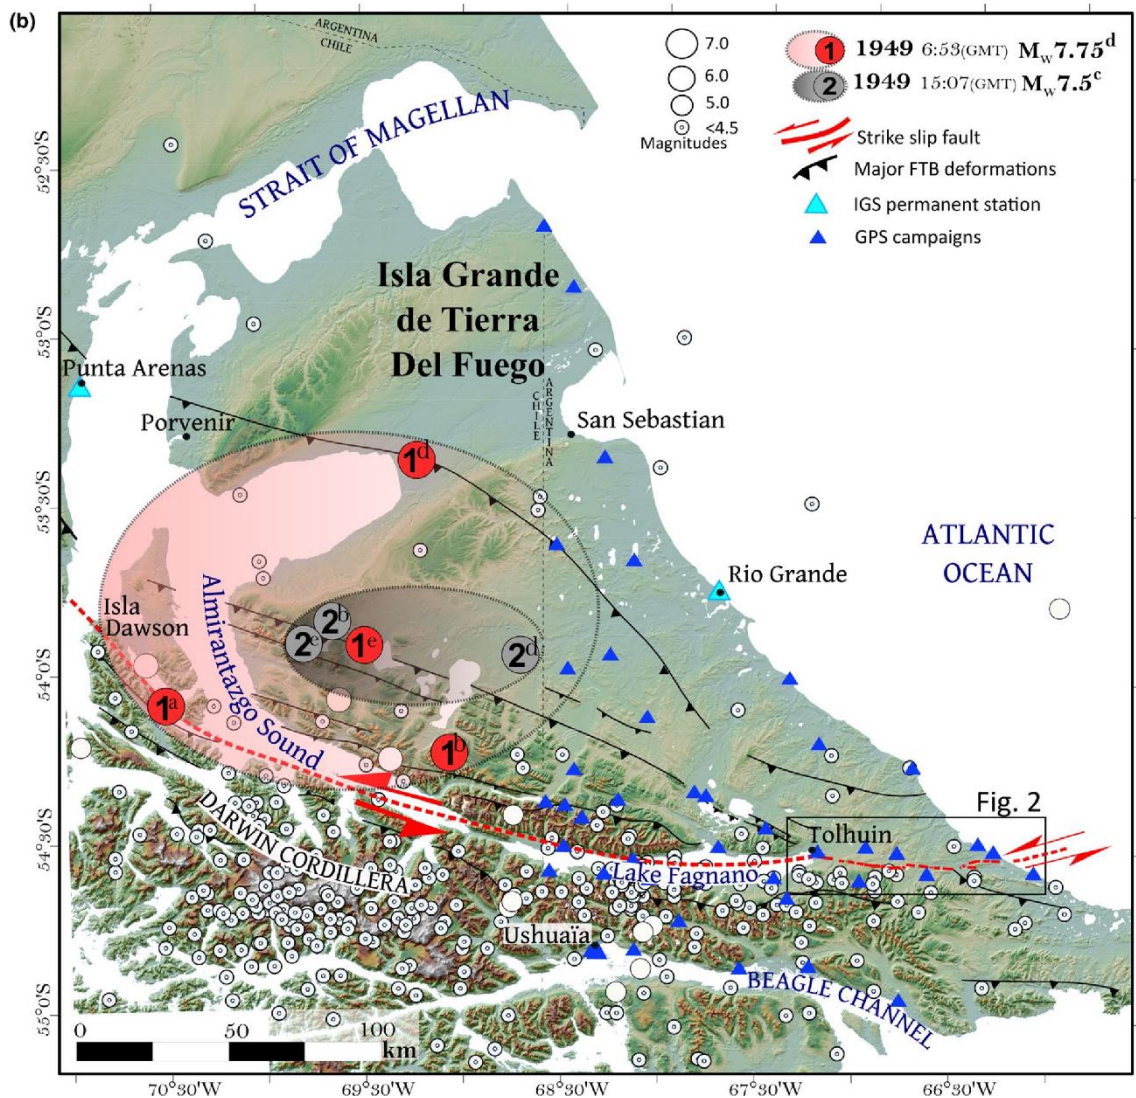 (b)
ARGENTINA
CHILE
7.0
6.0
5.0
<4.5
Magnitudes
1 1949 6:53(GMT) Mw7.75d
2 1949 15:07(GMT) Mw7.5c
Strike slip fault
Major FTB deformations
IGS permanent station
GPS campaigns
STRAIT OF MAGELLAN
52°30'S
53°0'S
53°30'S
54°0'S
54°30'S
55°0'S
Isla Grande
de Tierra
Del Fuego
Punta Arenas
Porvenir
CHILE
ARGENTINA
San Sebastian
1d
ATLANTIC
OCEAN
Rio Grande
Isla
Dawson
Almirantazgo Sound
2b
2e
1e
2d
1a
1b
Fig. 2
Tolhuin
DARWIN CORDILLERA
Lake Fagnano
Ushuaïa
BEAGLE CHANNEL
0 50 100
km
70°30'W 69°30'W 68°30'W 67°30'W 66°30'W